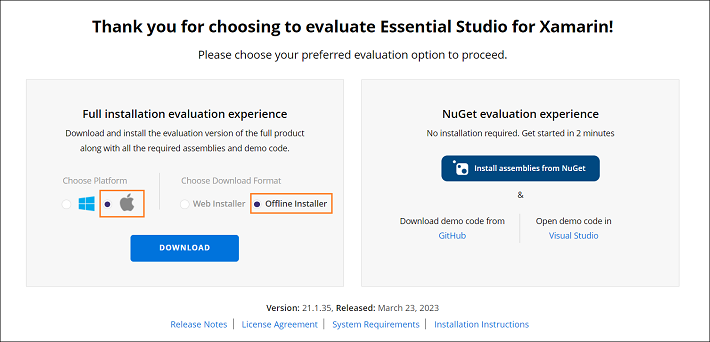 Thank you for choosing to evaluate Essential Studio for Xamarin!
Please choose your preferred evaluation option to proceed.
Full installation evaluation experience
Download and install the evaluation version of the full product
along with all the required assemblies and demo code.
Choose Platform
Choose Download Format
Web Installer
Offline Installer
DOWNLOAD
NuGet evaluation experience
No installation required. Get started in 2 minutes
Install assemblies from NuGet
&
Download demo code from
GitHub
Open demo code in
Visual Studio
Version: 21.1.35, Released: March 23, 2023
Release Notes | License Agreement | System Requirements | Installation Instructions